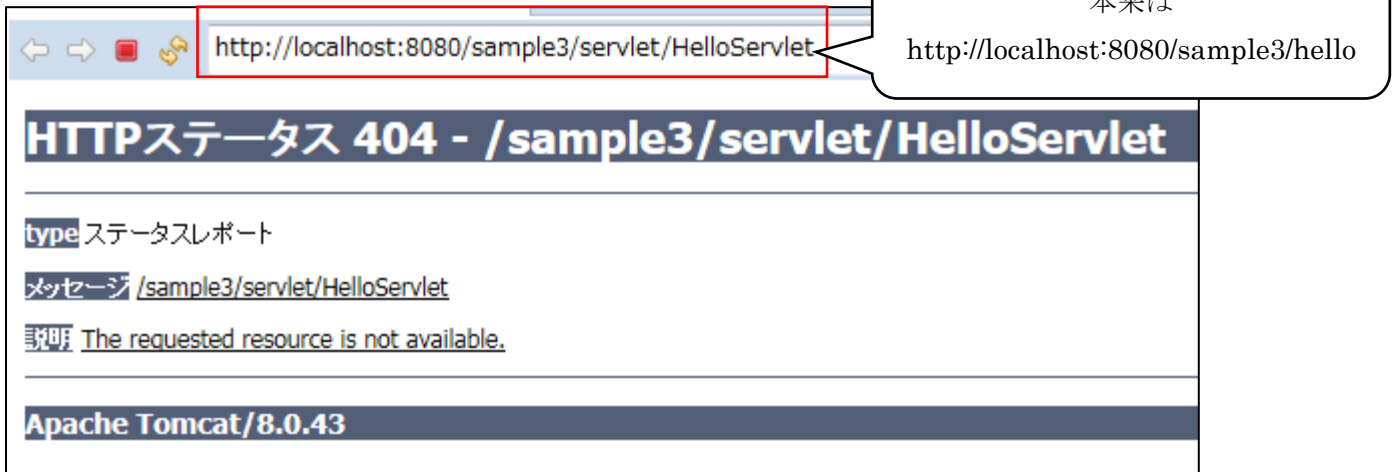 本来は
http://localhost:8080/sample3/servlet/HelloServlet
http://localhost:8080/sample3/hello
HTTPステータス 404 - /sample3/servlet/HelloServlet
type ステータスレポート
メッセージ /sample3/servlet/HelloServlet
説明 The requested resource is not available.
Apache Tomcat/8.0.43